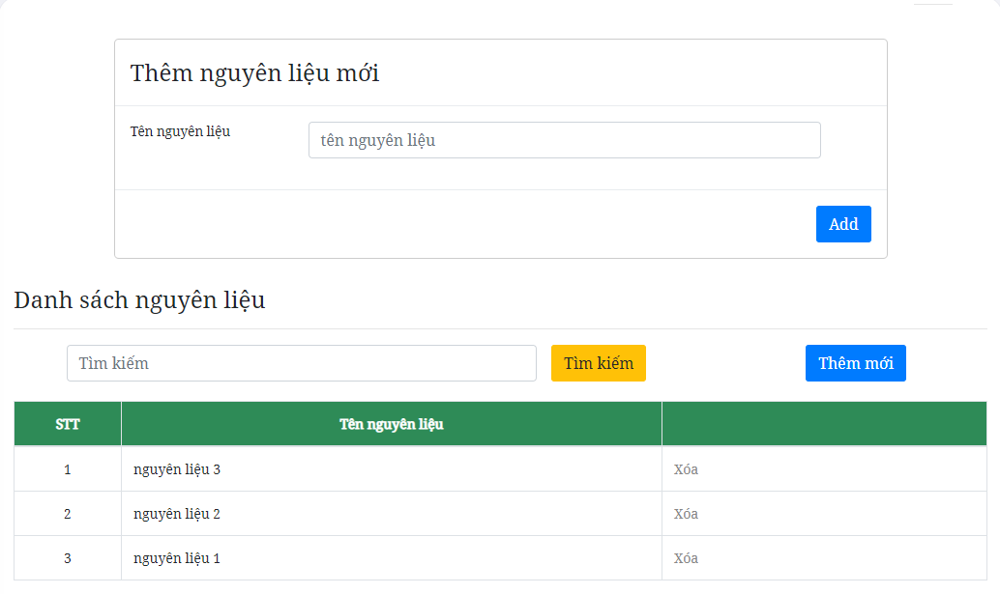 Thêm nguyên liệu mới
Tên nguyên liệu tên nguyên liệu
Add
Danh sách nguyên liệu
Tìm kiếm Tìm kiếm Thêm mới
STT Tên nguyên liệu
1 nguyên liệu 3 Xóa
2 nguyên liệu 2 Xóa
3 nguyên liệu 1 Xóa